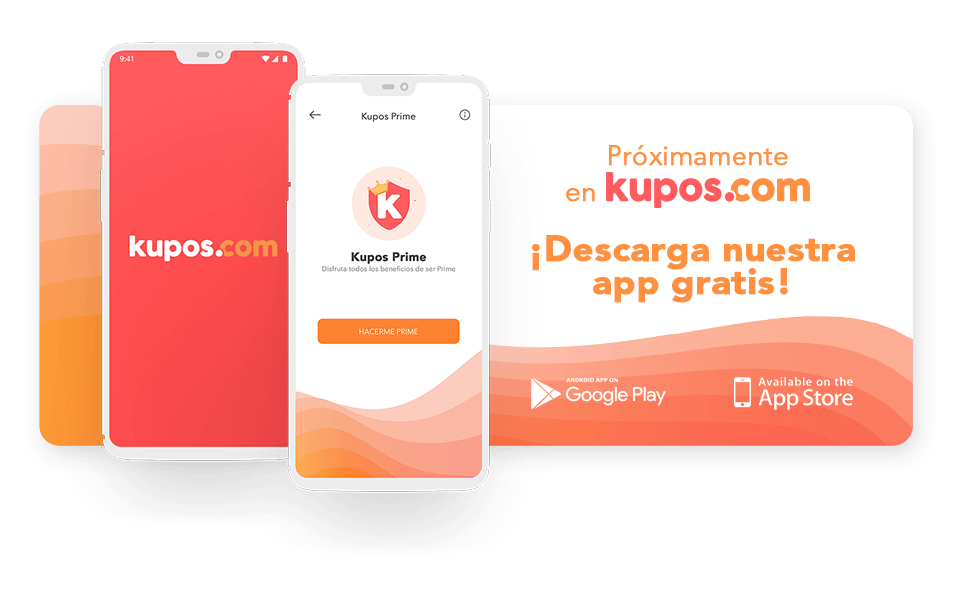 9:41
kupos.com
Kupos Prime
K
Kupos Prime
Disfruta todos los beneficios de ser Prime
HACERME PRIME
Próximamente
en kupos.com
¡Descarga nuestra
app gratis!
ANDROID APP ON
Google Play
Available on the
App Store